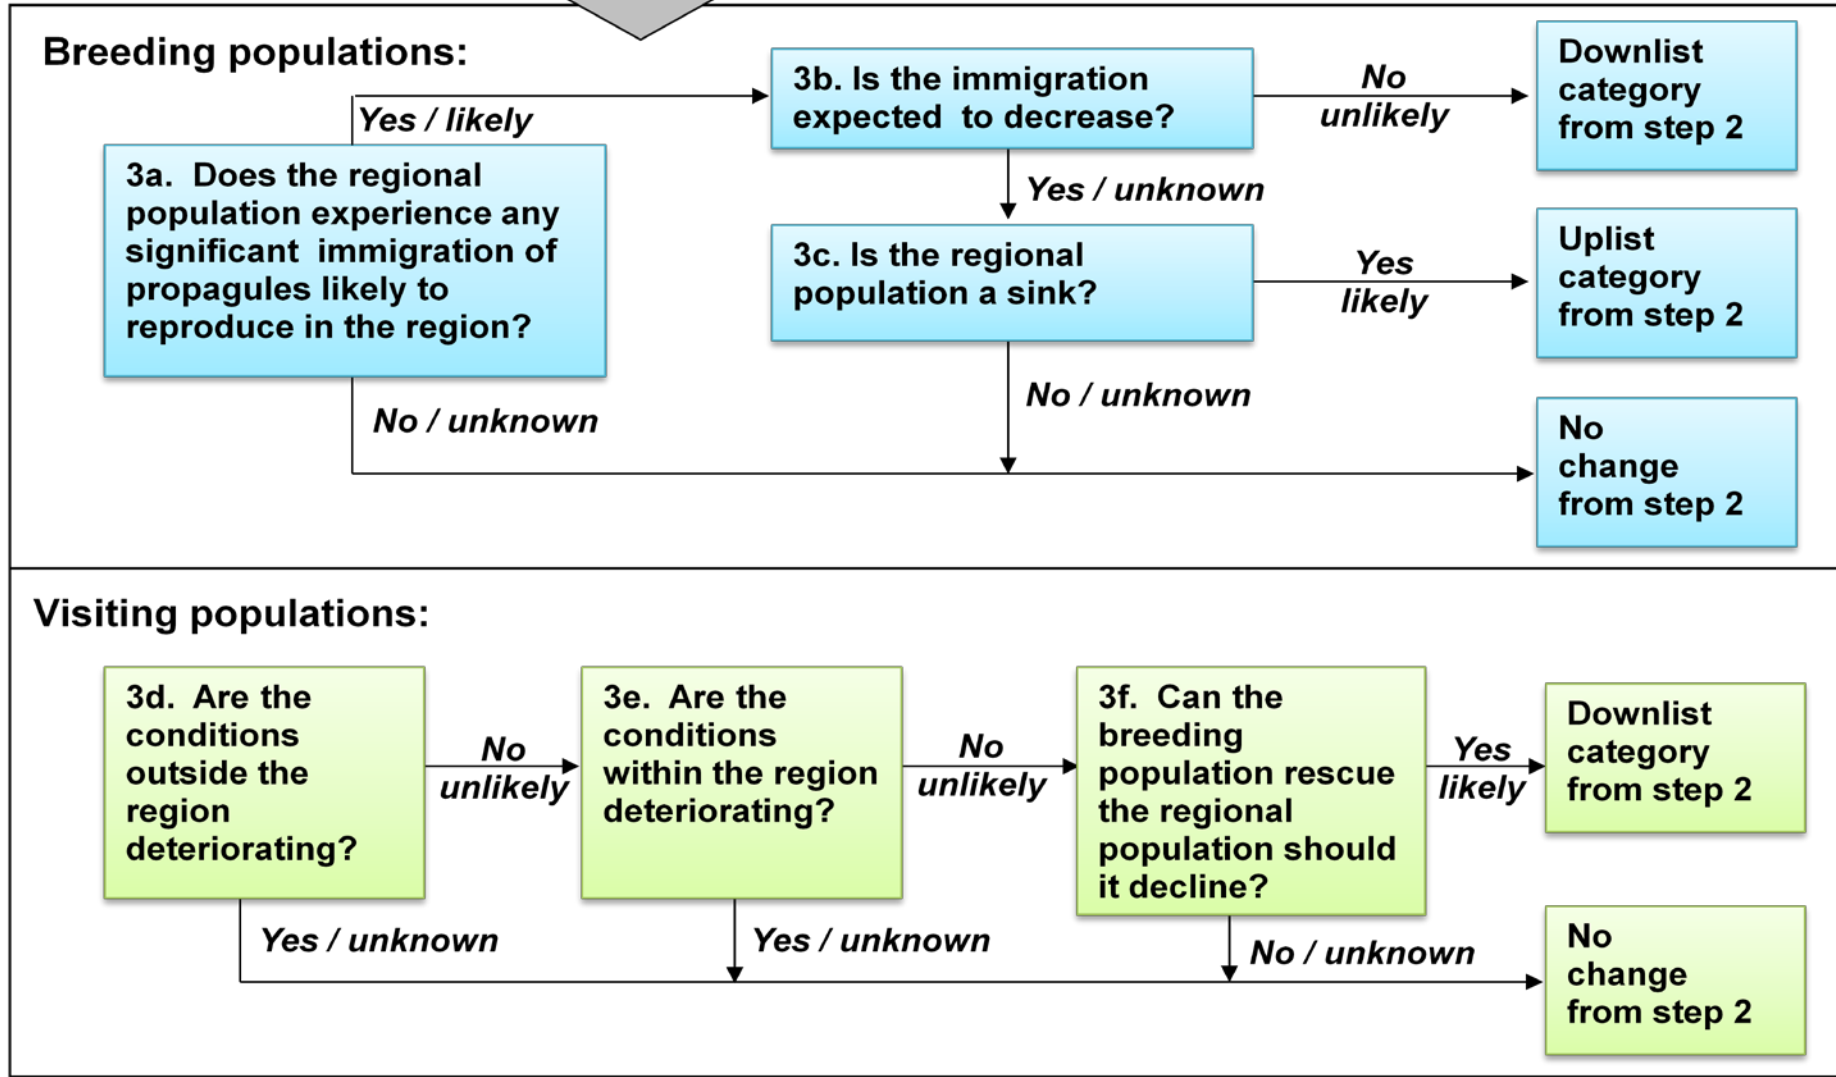 Breeding populations:
3a.  Does the regional
population experience any
significant  immigration of
propagules likely to
reproduce in the region?
Yes / likely
No / unknown
3b. Is the immigration
expected  to decrease?
No
unlikely
Yes / unknown
3c. Is the regional
population a sink?
Yes
likely
No / unknown
Downlist
category
from step 2
Uplist
category
from step 2
No
change
from step 2
Visiting populations:
3d.  Are the
conditions
outside the
region
deteriorating?
No
unlikely
Yes / unknown
3e.  Are the
conditions
within the region
deteriorating?
No
unlikely
Yes / unknown
3f.  Can the
breeding
population rescue
the regional
population should
it decline?
Yes
likely
No / unknown
Downlist
category
from step 2
No
change
from step 2